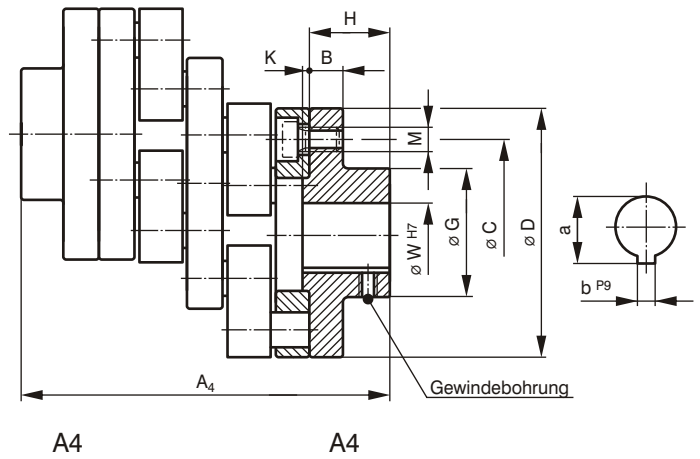 H
K B
M
ø W H7
ø G
ø C
ø D
a
b P9
A4
Gewindebohrung
A4 A4